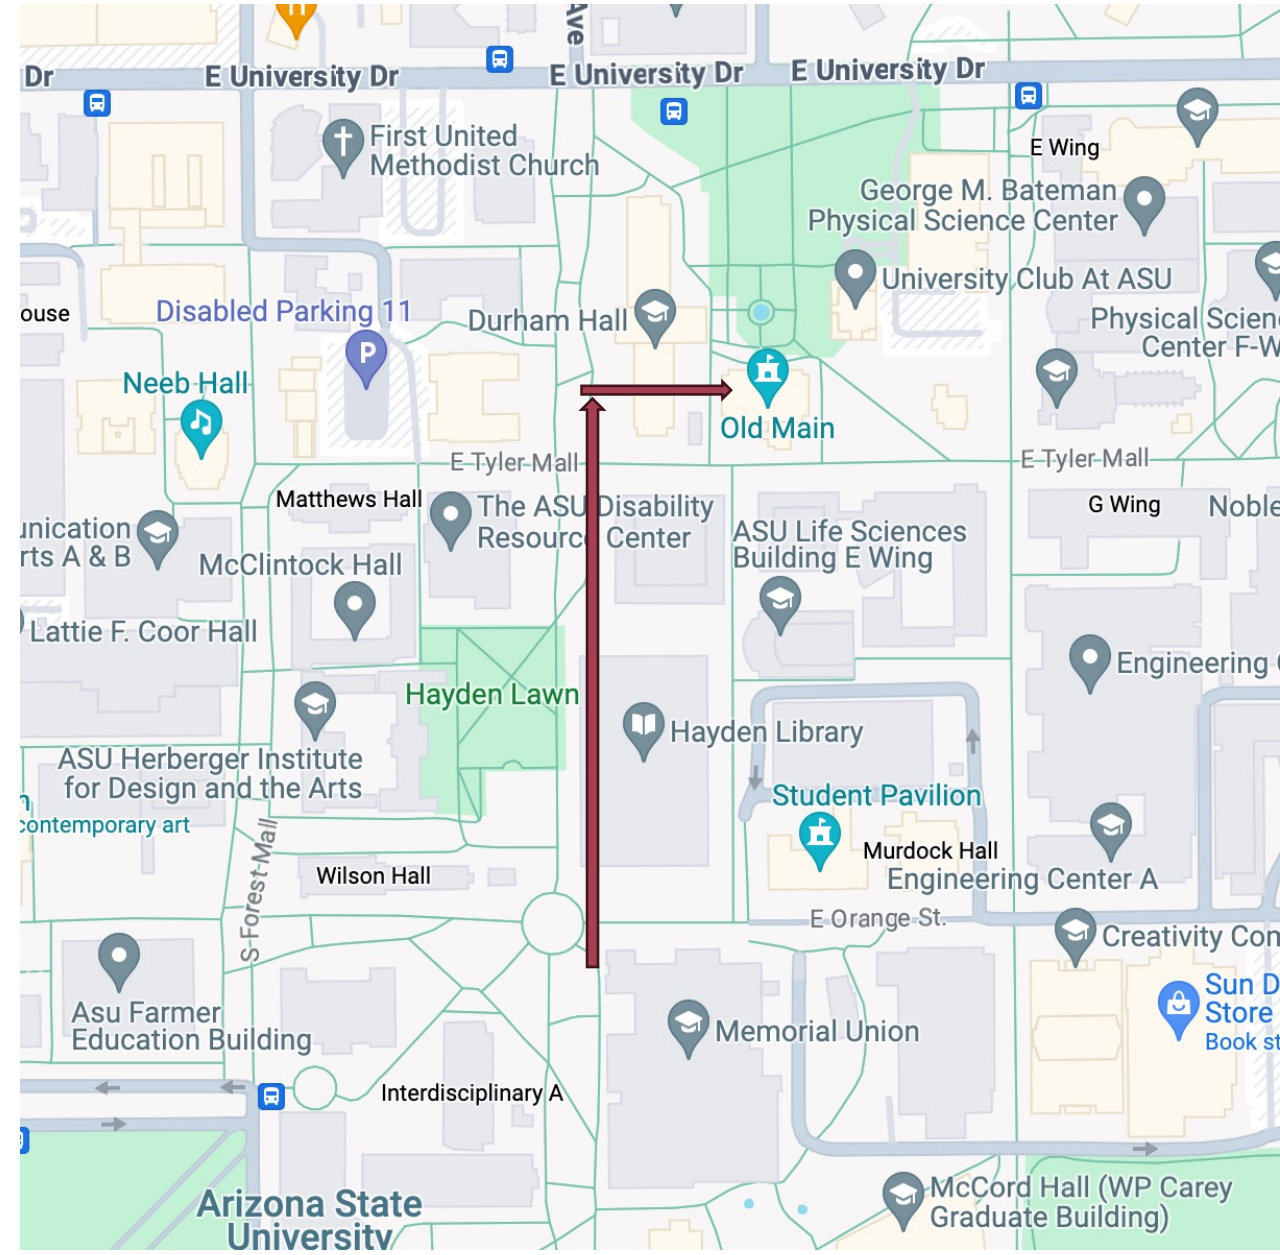 Ave
Dr
E University Dr
E University Dr
E University Dr
First United
Methodist Church
E Wing
George M. Bateman
Physical Science Center
University Club At ASU
ouse
Disabled Parking 11
P
Durham Hall
Physical Scienc
Center F-W
Neeb Hall
Old Main
E Tyler Mall
E Tyler Mall
Matthews Hall
The ASU Disability
Resource Center
G Wing
Noble
unication
rts A & B
ASU Life Sciences
Building E Wing
McClintock Hall
Lattie F. Coor Hall
Engineering
Hayden Lawn
Hayden Library
ASU Herberger Institute
for Design and the Arts
n
contemporary art
Student Pavilion
Murdock Hall
Engineering Center A
Wilson Hall
S Forest Mall
E Orange St.
Creativity Com
Asu Farmer
Education Building
Sun D
Store
Book st
Memorial Union
Interdisciplinary A
Arizona State
University
McCord Hall (WP Carey
Graduate Building)